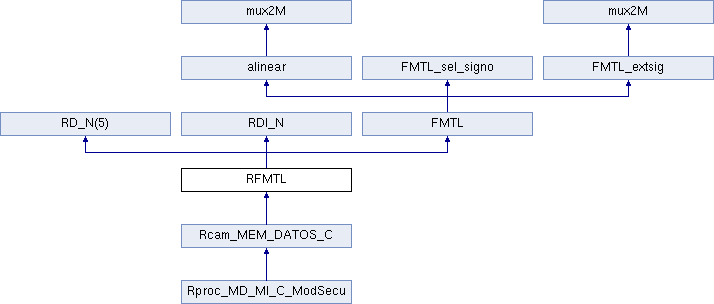 mux2M
mux2M
alinear
FMTL_sel_signo
FMTL_extsig
RD_N(5)
RDI_N
FMTL
RFMTL
Rcam_MEM_DATOS_C
Rproc_MD_MI_C_ModSecu